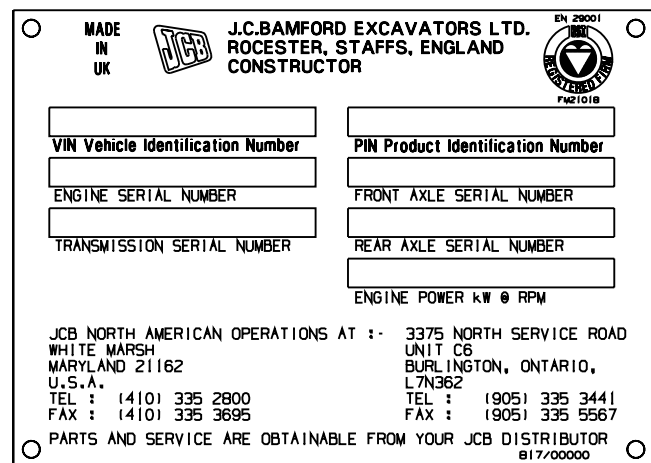 MADE
IN
UK
JCB
J.C.BAMFORD EXCAVATORS LTD.
ROCESTER, STAFFS, ENGLAND
CONSTRUCTOR
EN 29001
BSI
REGISTERED FIRM
FM21018
VIN Vehicle Identification Number
PIN Product Identification Number
ENGINE SERIAL NUMBER
FRONT AXLE SERIAL NUMBER
TRANSMISSION SERIAL NUMBER
REAR AXLE SERIAL NUMBER
ENGINE POWER kW @ RPM
JCB NORTH AMERICAN OPERATIONS AT :-
WHITE MARSH
MARYLAND 21162
U.S.A.
TEL : (410) 335 2800
FAX : (410) 335 3695
3375 NORTH SERVICE ROAD
UNIT C6
BURLINGTON, ONTARIO,
L7N362
TEL : (905) 335 3441
FAX : (905) 335 5567
PARTS AND SERVICE ARE OBTAINABLE FROM YOUR JCB DISTRIBUTOR
817/00000